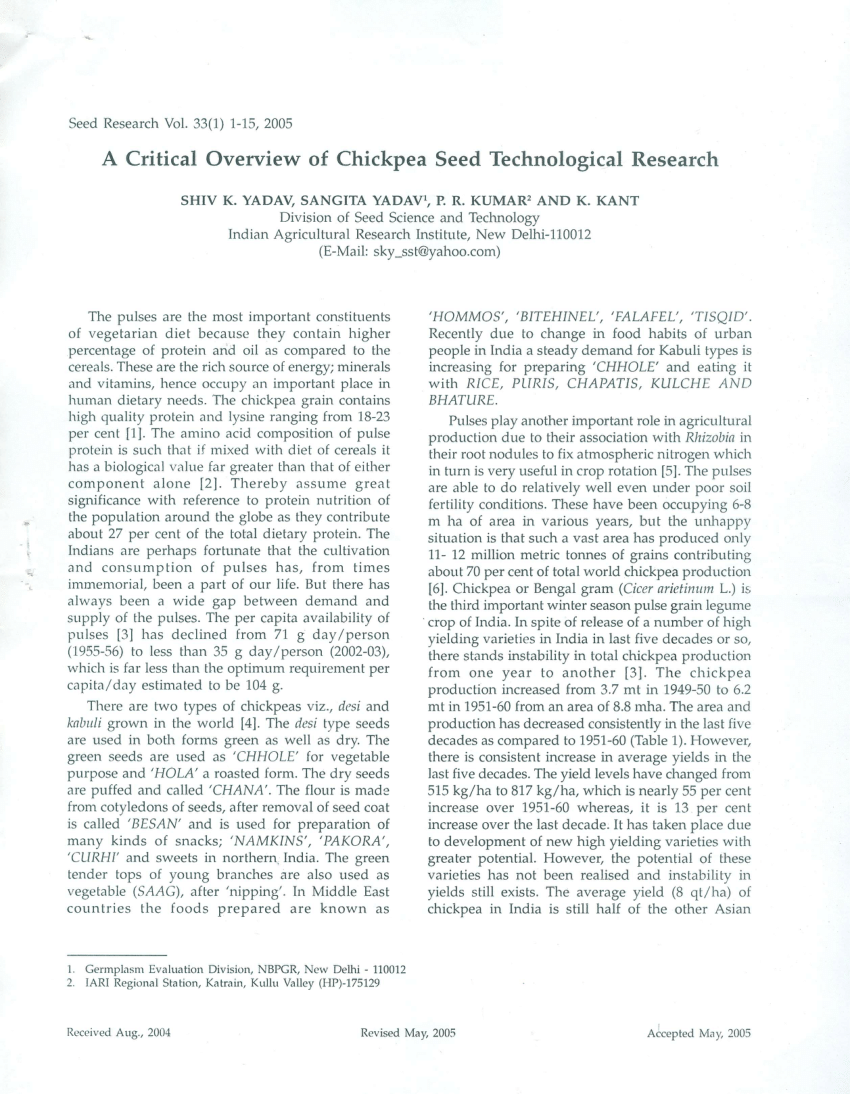 Seed Research Vol. 33(1) 1-15, 2005
A Critical Overview of Chickpea Seed Technological Research
SHIV K. YADAV, SANGITA YADAV¹, P. R. KUMAR² AND K. KANT
Division of Seed Science and Technology
Indian Agricultural Research Institute, New Delhi-110012
(E-Mail: sky_sst@yahoo.com)
The pulses are the most important constituents
of vegetarian diet because they contain higher
percentage of protein and oil as compared to the
cereals. These are the rich source of energy; minerals
and vitamins, hence occupy an important place in
human dietary needs. The chickpea grain contains
high quality protein and lysine ranging from 18-23
per cent [1]. The amino acid composition of pulse
protein is such that if mixed with diet of cereals it
has a biological value far greater than that of either
component alone [2]. Thereby assume great
significance with reference to protein nutrition of
the population around the globe as they contribute
about 27 per cent of the total dietary protein. The
Indians are perhaps fortunate that the cultivation
and consumption of pulses has, from times
immemorial, been a part of our life. But there has
always been a wide gap between demand and
supply of the pulses. The per capita availability of
pulses [3] has declined from 71 g day/person
(1955-56) to less than 35 g day/person (2002-03),
which is far less than the optimum requirement per
capita/day estimated to be 104 g.
There are two types of chickpeas viz., desi and
kabuli grown in the world [4]. The desi type seeds
are used in both forms green as well as dry. The
green seeds are used as 'CHHOLE' for vegetable
purpose and 'HOLA' a roasted form. The dry seeds
are puffed and called 'CHANA'. The flour is made
from cotyledons of seeds, after removal of seed coat
is called 'BESAN' and is used for preparation of
many kinds of snacks; 'NAMKINS', 'PAKORA',
'CURHI' and sweets in northern India. The green
tender tops of young branches are also used as
vegetable (SAAG), after 'nipping'. In Middle East
countries the foods prepared are known as
'HOMMOS', 'BITEHINEL', 'FALAFEL', 'TISQID'.
Recently due to change in food habits of urban
people in India a steady demand for Kabuli types is
increasing for preparing 'CHHOLE' and eating it
with RICE, PURIS, CHAPATIS, KULCHE AND
BHATURE.
Pulses play another important role in agricultural
production due to their association with Rhizobia in
their root nodules to fix atmospheric nitrogen which
in turn is very useful in crop rotation [5]. The pulses
are able to do relatively well even under poor soil
fertility conditions. These have been occupying 6-8
m ha of area in various years, but the unhappy
situation is that such a vast area has produced only
11- 12 million metric tonnes of grains contributing
about 70 per cent of total world chickpea production
[6]. Chickpea or Bengal gram (Cicer arietinum L.) is
the third important winter season pulse grain legume
crop of India. In spite of release of a number of high
yielding varieties in India in last five decades or so,
there stands instability in total chickpea production
from one year to another [3]. The chickpea
production increased from 3.7 mt in 1949-50 to 6.2
mt in 1951-60 from an area of 8.8 mha. The area and
production has decreased consistently in the last five
decades as compared to 1951-60 (Table 1). However,
there is consistent increase in average yields in the
last five decades. The yield levels have changed from
515 kg/ha to 817 kg/ha, which is nearly 55 per cent
increase over 1951-60 whereas, it is 13 per cent
increase over the last decade. It has taken place due
to development of new high yielding varieties with
greater potential. However, the potential of these
varieties has not been realised and instability in
yields still exists. The average yield (8 qt/ha) of
chickpea in India is still half of the other Asian
1. Germplasm Evaluation Division, NBPGR, New Delhi - 110012
2. IARI Regional Station, Katrain, Kullu Valley (HP)-175129
Received Aug., 2004 Revised May, 2005 Accepted May, 2005